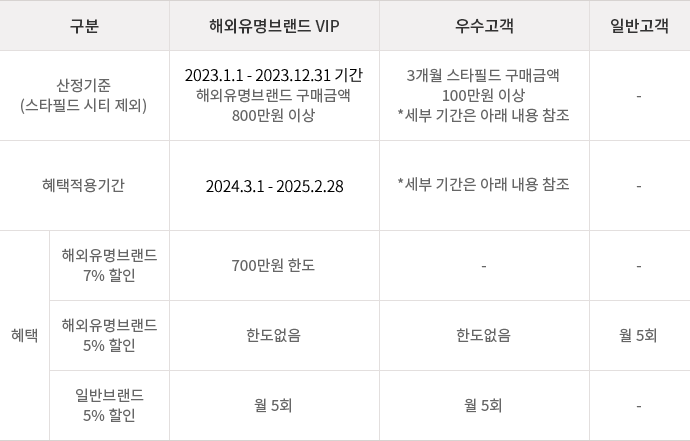 구분 해외유명브랜드 VIP 우수고객 일반고객
산정기준
(스타필드 시티 제외)
2023.1.1 - 2023.12.31 기간
해외유명브랜드 구매금액
800만원 이상
3개월 스타필드 구매금액
100만원 이상
*세부 기간은 아래 내용 참조
-
혜택적용기간 2024.3.1 - 2025.2.28 *세부 기간은 아래 내용 참조 -
혜택
해외유명브랜드
7% 할인
700만원 한도 - -
해외유명브랜드
5% 할인
한도없음 한도없음 월 5회
일반브랜드
5% 할인
월 5회 월 5회 -